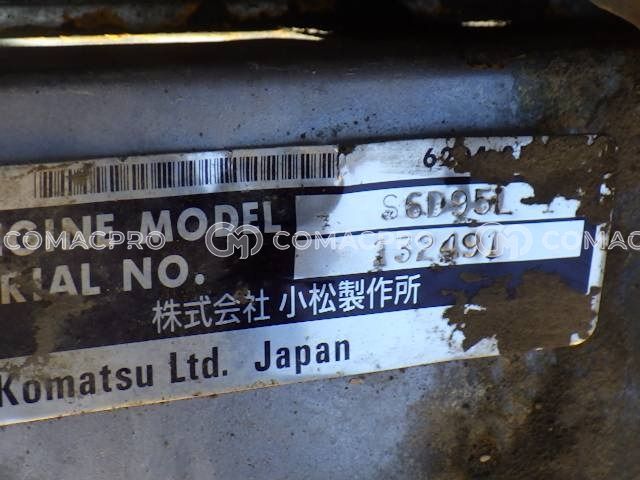 ENGINE MODEL S6D95L
SERIAL NO. 132491
株式会社 小松製作所
Komatsu Ltd. Japan
COMACPRO COMACPRO COMACPRO